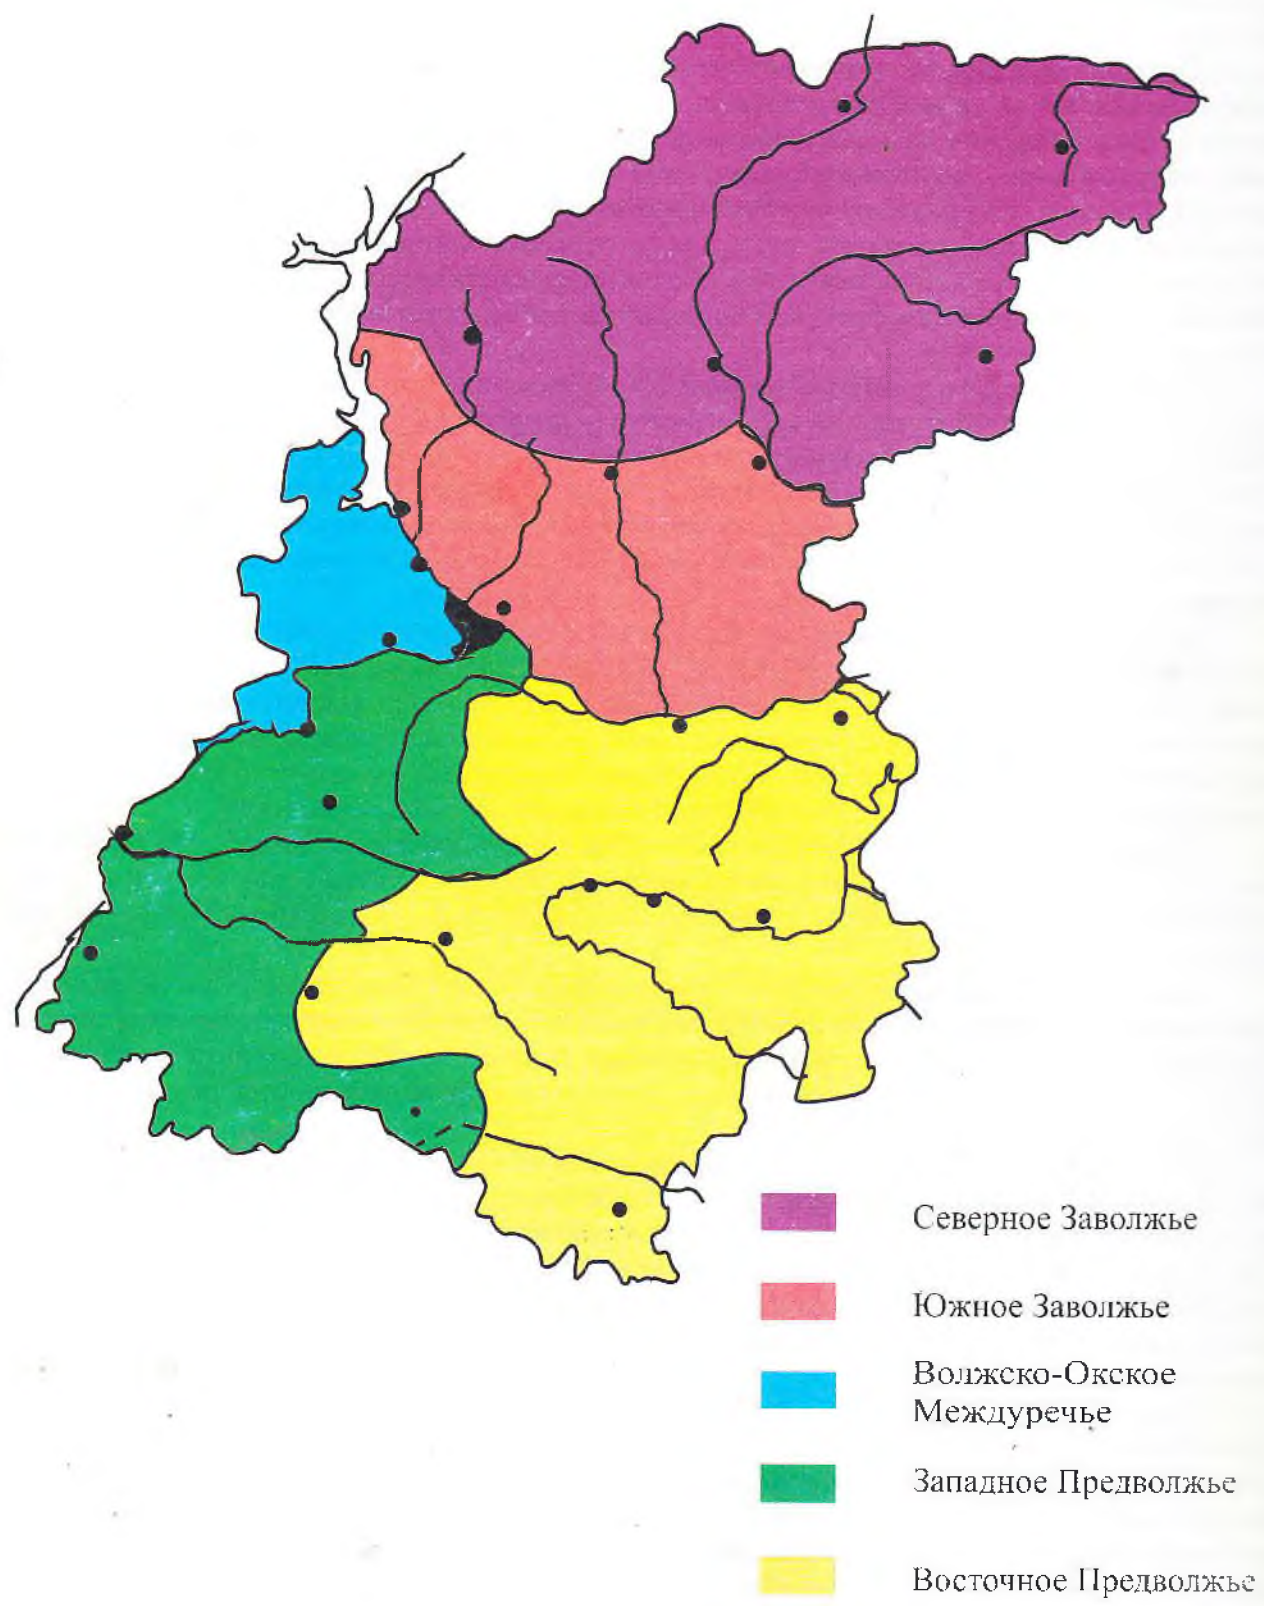 Северное Заволжье
Южное Заволжье
Волжско-Окское
Междуречье
Западное Предволжье
Восточное Предволжье